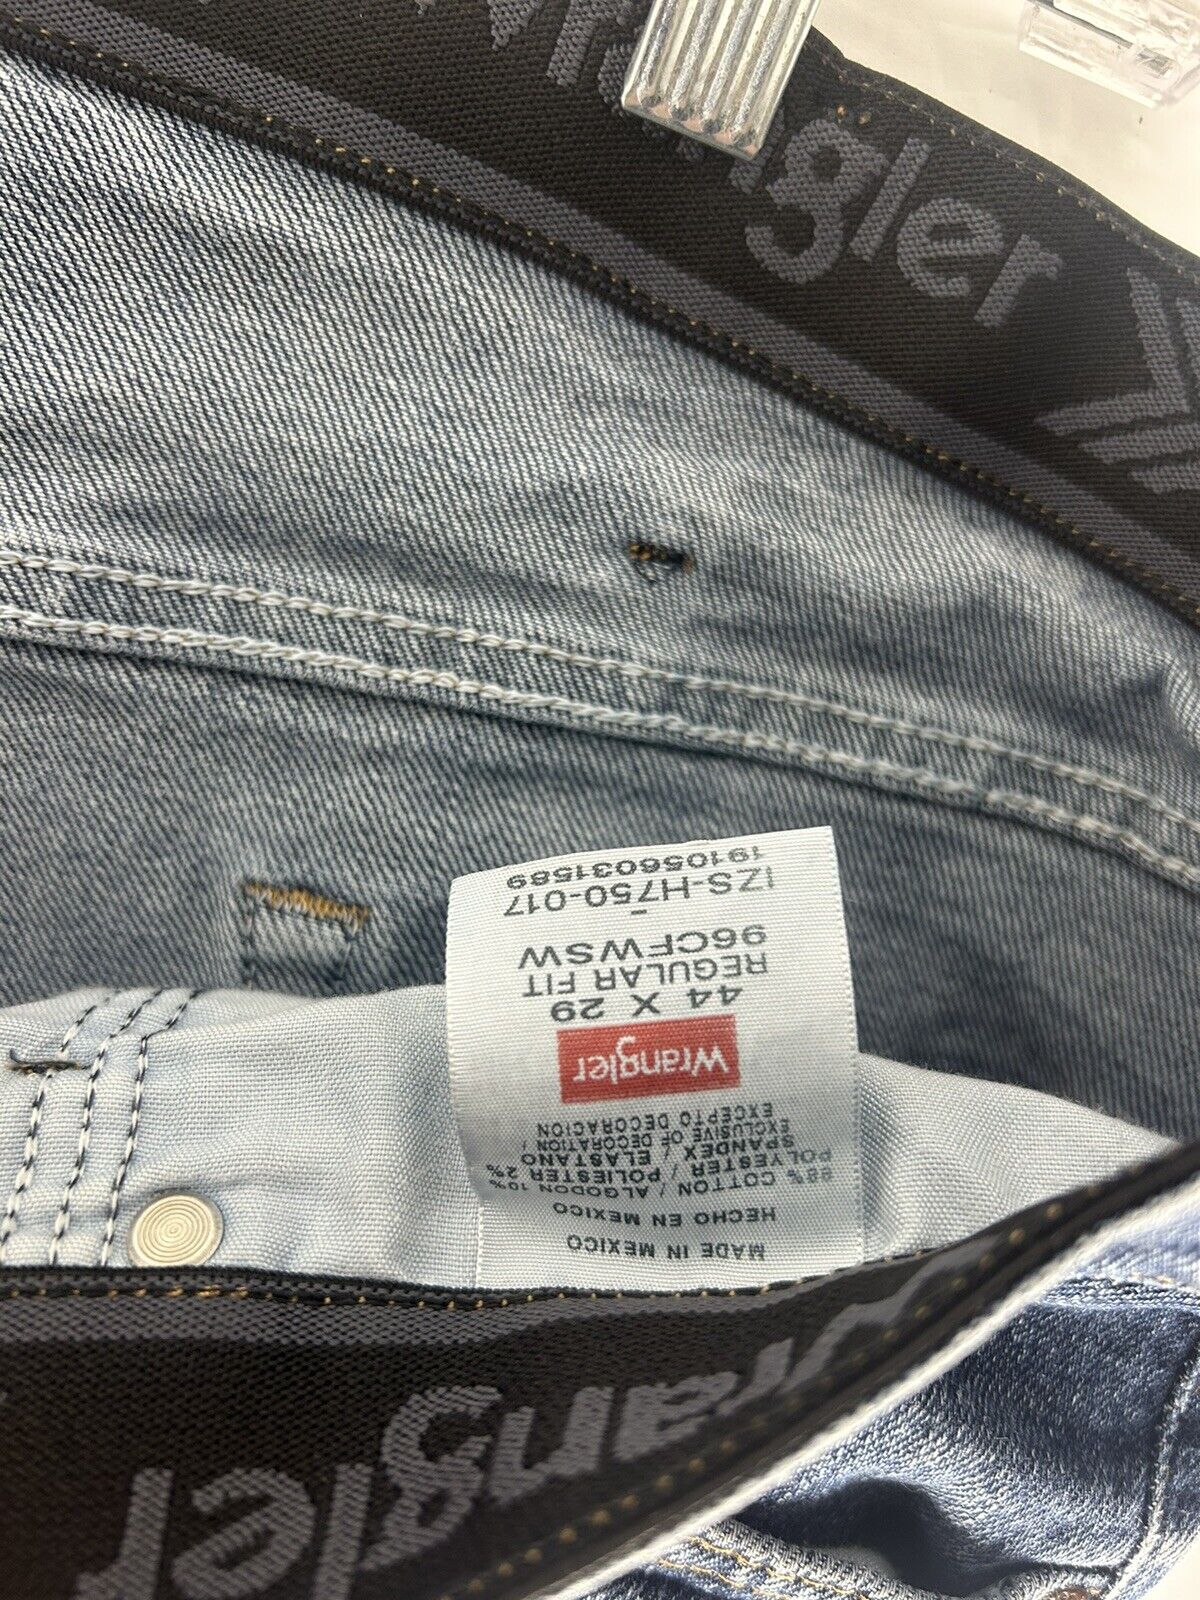 Wrangler
MADE IN MEXICO
HECHO EN MEXICO
88% COTTON / ALGODON 10%
POLYESTER / POLIESTER 2%
SPANDEX / ELASTANO
EXCLUSIVE OF DECORATION /
EXCEPTO DECORACION
Wrangler
44 X 29
REGULAR FIT
96CFWSW
IZS-H750-017
191056031589
Wrangler